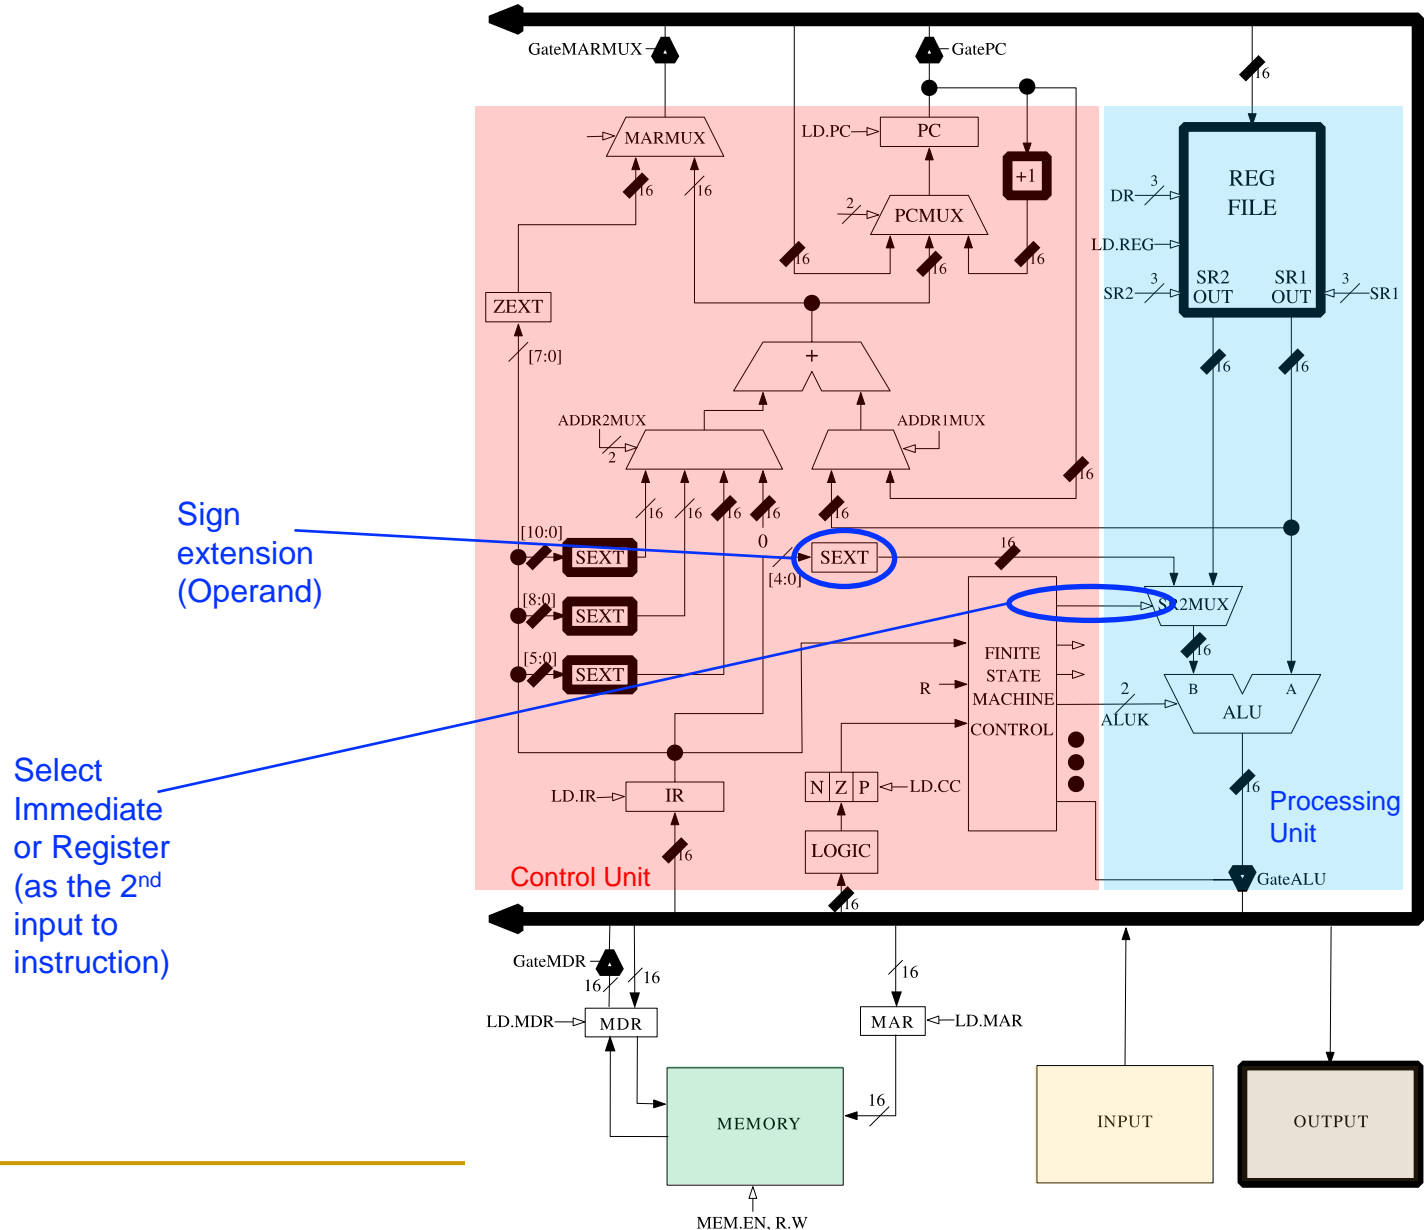 GateMARMUX
GatePC
16
MARMUX
LD.PC
PC
+1
REG
FILE
DR
3
16
16
2
PCMUX
LD.REG
16
16
16
SR2
3
SR2
OUT
SR1
OUT
3
SR1
ZEXT
[7:0]
+
16
16
ADDR2MUX
2
ADDR1MUX
16
16
16
16
16
16
0
Sign
extension
(Operand)
[10:0]
SEXT
[4:0]
SEXT
16
[8:0]
SEXT
SR2MUX
[5:0]
SEXT
16
FINITE
STATE
MACHINE
CONTROL
R
2
ALUK
B
A
ALU
Select
Immediate
or Register
(as the 2nd
input to
instruction)
LD.IR
IR
N Z P
LD.CC
16
Processing
Unit
16
LOGIC
Control Unit
16
GateALU
GateMDR
16
16
16
LD.MDR
MDR
MAR
LD.MAR
16
MEMORY
INPUT
OUTPUT
MEM.EN, R.W